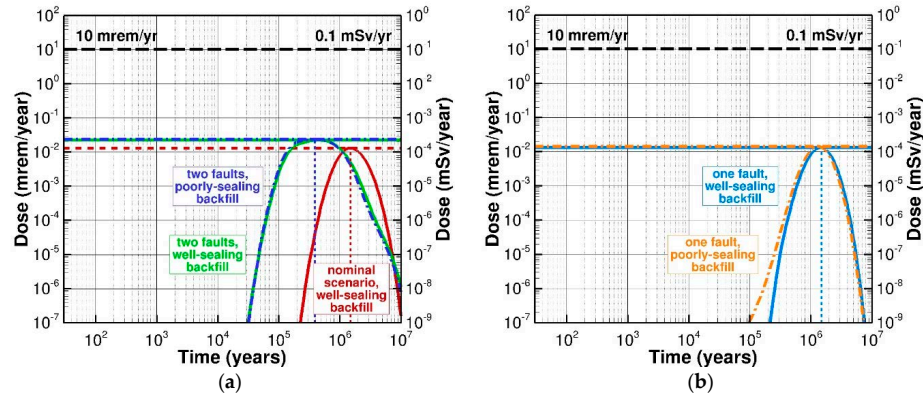 10 mrem/yr 0.1 mSv/yr
two faults,
poorly-sealing
backfill
two faults,
well-sealing
backfill
nominal
scenario,
well-sealing
backfill
Dose (mrem/year)
10² 10¹ 10⁰ 10⁻¹ 10⁻² 10⁻³ 10⁻⁴ 10⁻⁵ 10⁻⁶ 10⁻⁷
Dose (mSv/year)
10⁰ 10⁻¹ 10⁻² 10⁻³ 10⁻⁴ 10⁻⁵ 10⁻⁶ 10⁻⁷ 10⁻⁸ 10⁻⁹
10² 10³ 10⁴ 10⁵ 10⁶ 10⁷
Time (years)
(a)
10 mrem/yr 0.1 mSv/yr
one fault,
well-sealing
backfill
one fault,
poorly-sealing
backfill
Dose (mrem/year)
10² 10¹ 10⁰ 10⁻¹ 10⁻² 10⁻³ 10⁻⁴ 10⁻⁵ 10⁻⁶ 10⁻⁷
Dose (mSv/year)
10⁰ 10⁻¹ 10⁻² 10⁻³ 10⁻⁴ 10⁻⁵ 10⁻⁶ 10⁻⁷ 10⁻⁸ 10⁻⁹
10² 10³ 10⁴ 10⁵ 10⁶ 10⁷
Time (years)
(b)